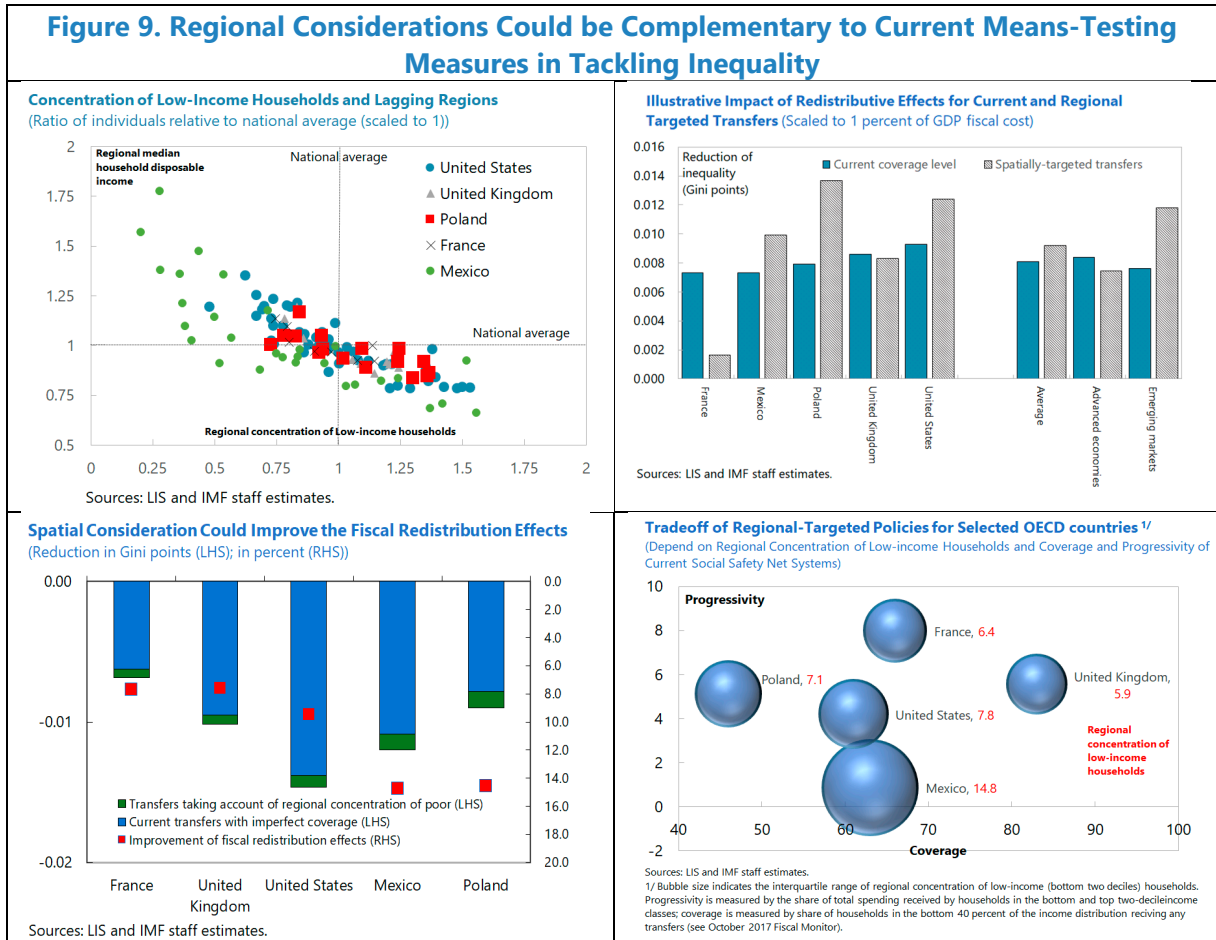 Figure 9. Regional Considerations Could be Complementary to Current Means-Testing
Measures in Tackling Inequality
Concentration of Low-Income Households and Lagging Regions
(Ratio of individuals relative to national average (scaled to 1))
2
1.75
1.5
1.25
1
0.75
0.5
Regional median
household disposable
income
National average
United States
United Kingdom
Poland
France
Mexico
National average
Regional concentration of Low-income households
0
0.25
0.5
0.75
1
1.25
1.5
1.75
2
Sources: LIS and IMF staff estimates.
Illustrative Impact of Redistributive Effects for Current and Regional
Targeted Transfers (Scaled to 1 percent of GDP fiscal cost)
0.016
0.014
0.012
0.010
0.008
0.006
0.004
0.002
0.000
Reduction of
inequality
(Gini points)
Current coverage level
Spatially-targeted transfers
France
Mexico
Poland
United Kingdom
United States
Average
Advanced economies
Emerging markets
Sources: LIS and IMF staff estimates.
Spatial Consideration Could Improve the Fiscal Redistribution Effects
(Reduction in Gini points (LHS); in percent (RHS))
0.00
-0.01
-0.02
0.0
2.0
4.0
6.0
8.0
10.0
12.0
14.0
16.0
18.0
20.0
Transfers taking account of regional concentration of poor (LHS)
Current transfers with imperfect coverage (LHS)
Improvement of fiscal redistribution effects (RHS)
France
United
Kingdom
United States
Mexico
Poland
Sources: LIS and IMF staff estimates.
Tradeoff of Regional-Targeted Policies for Selected OECD countries 1/
(Depend on Regional Concentration of Low-income Households and Coverage and Progressivity of
Current Social Safety Net Systems)
10
8
6
4
2
0
-2
Progressivity
France, 6.4
Poland, 7.1
United Kingdom,
5.9
United States, 7.8
Regional
concentration of
low-income
households
Mexico, 14.8
40
50
60
70
80
90
100
Coverage
Sources: LIS and IMF staff estimates.
1/ Bubble size indicates the interquartile range of regional concentration of low-income (bottom two deciles) households.
Progressivity is measured by the share of total spending received by households in the bottom and top two-decileincome
classes; coverage is measured by share of households in the bottom 40 percent of the income distribution reciving any
transfers (see October 2017 Fiscal Monitor).